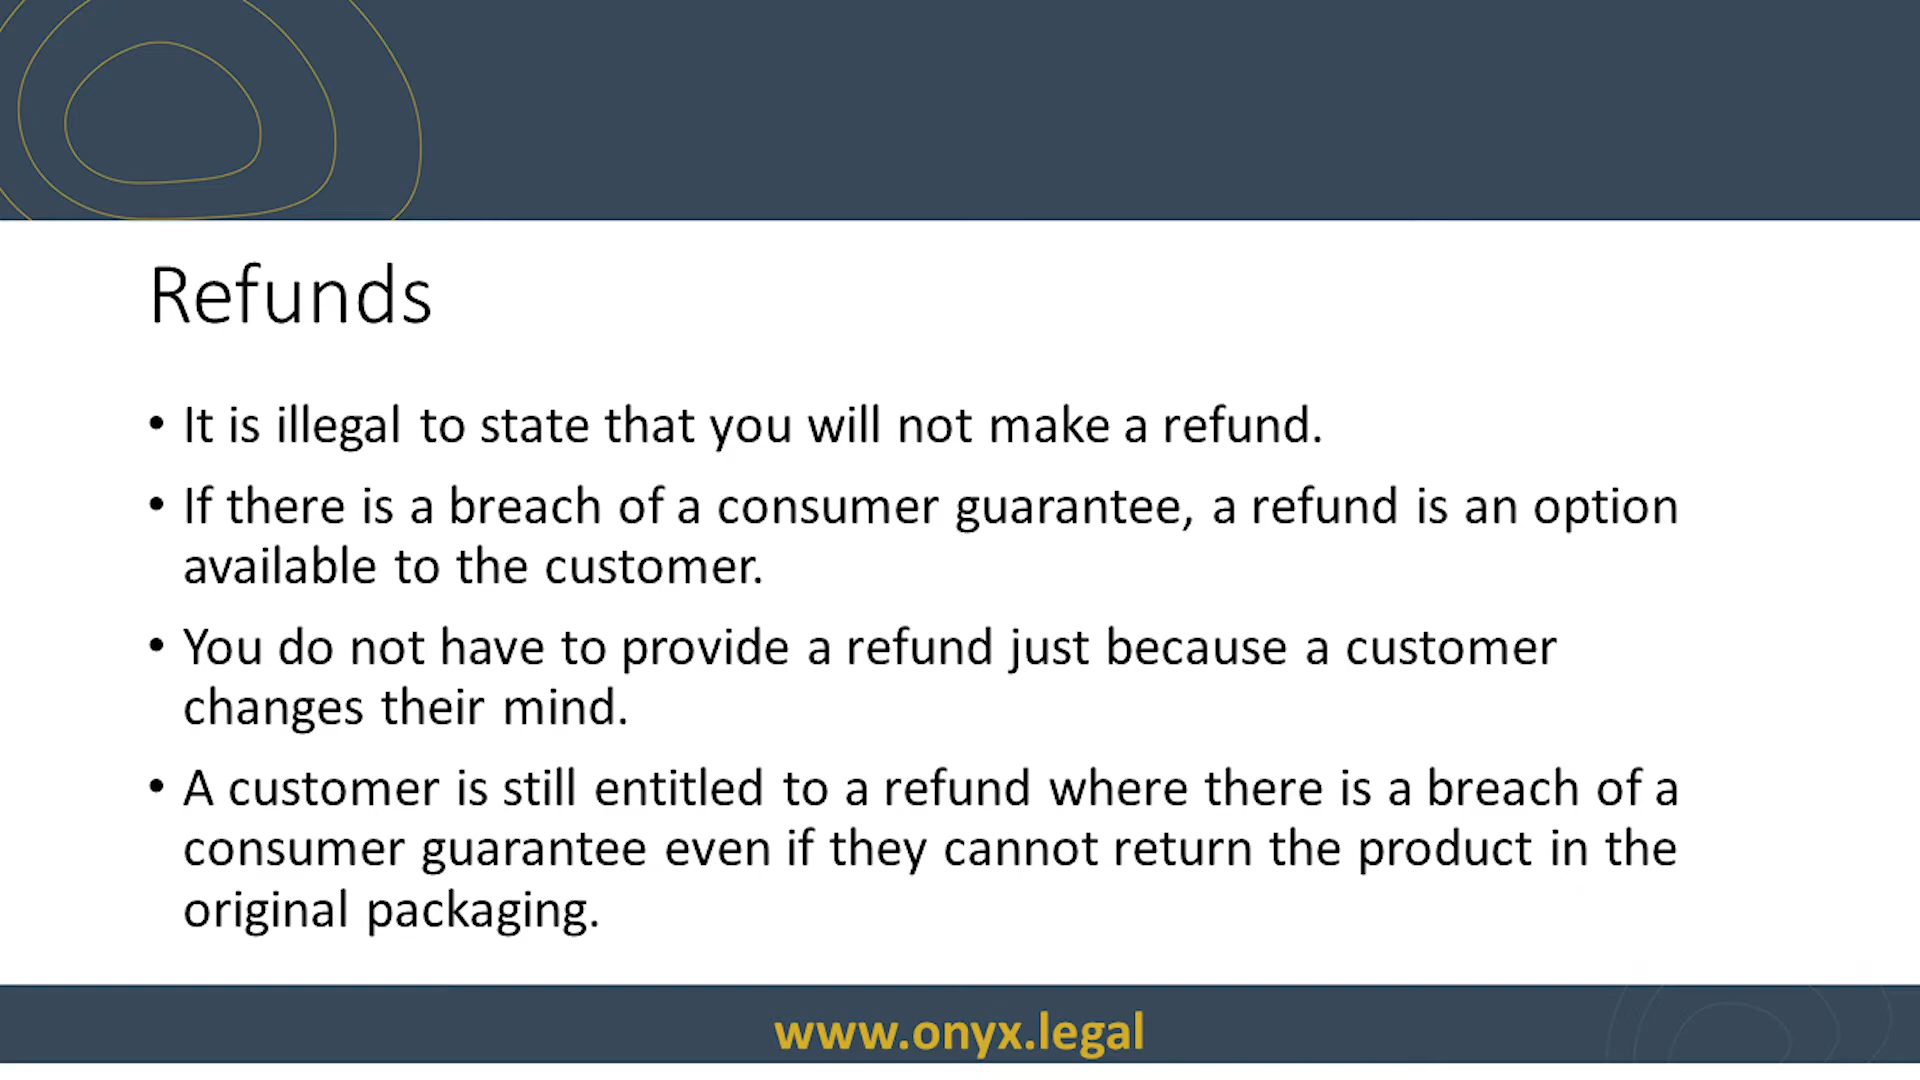 Refunds
• It is illegal to state that you will not make a refund.
• If there is a breach of a consumer guarantee, a refund is an option
available to the customer.
• You do not have to provide a refund just because a customer
changes their mind.
• A customer is still entitled to a refund where there is a breach of a
consumer guarantee even if they cannot return the product in the
original packaging.
www.onyx.legal